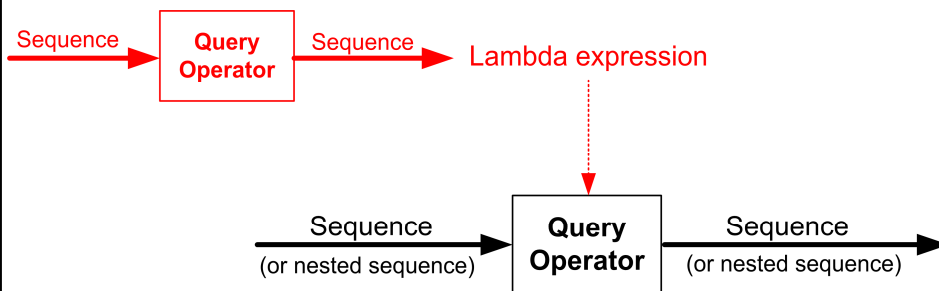 Sequence
Query
Operator
Sequence
Lambda expression
Sequence
(or nested sequence)
Query
Operator
Sequence
(or nested sequence)